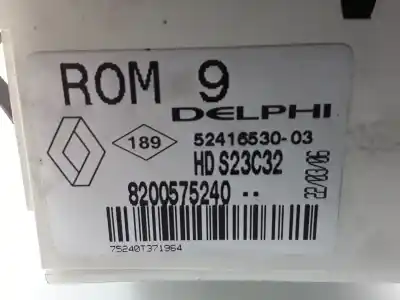 ROM 9
DELPHI
189
52416530-03
HD S23C32
8200575240 --
22/03/06
75240T371964